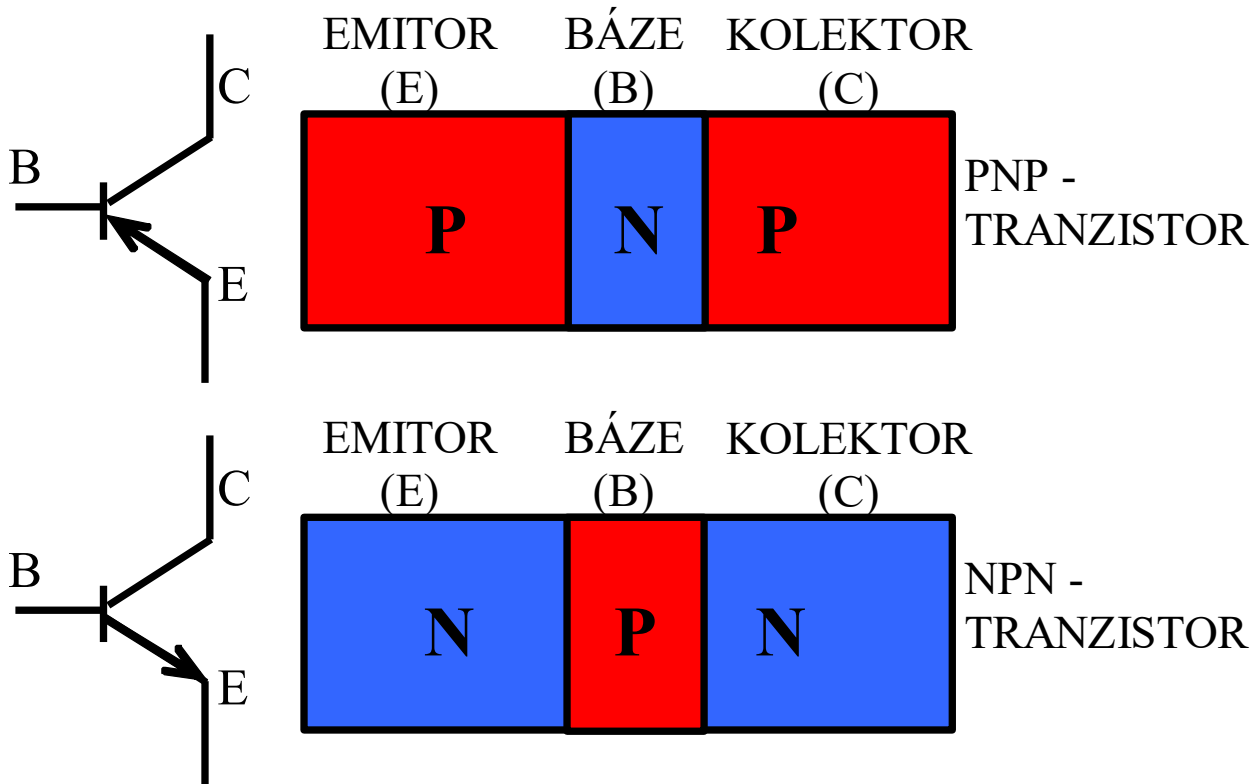 EMITOR BÁZE KOLEKTOR
(E) (B) (C)
C
B
P N P
PNP -
TRANZISTOR
E
EMITOR BÁZE KOLEKTOR
(E) (B) (C)
C
B
N P N
NPN -
TRANZISTOR
E